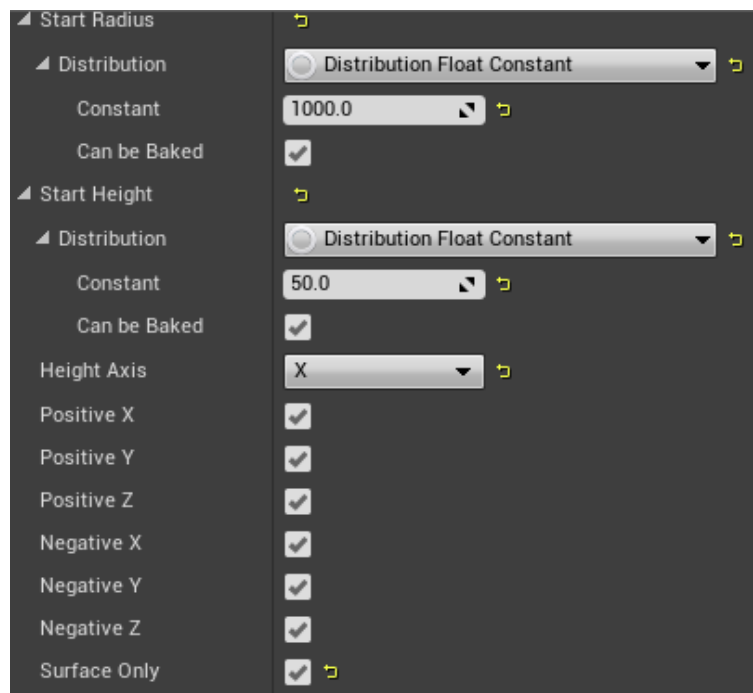 Start Radius
Distribution Distribution Float Constant
Constant 1000.0
Can be Baked
Start Height
Distribution Distribution Float Constant
Constant 50.0
Can be Baked
Height Axis X
Positive X
Positive Y
Positive Z
Negative X
Negative Y
Negative Z
Surface Only